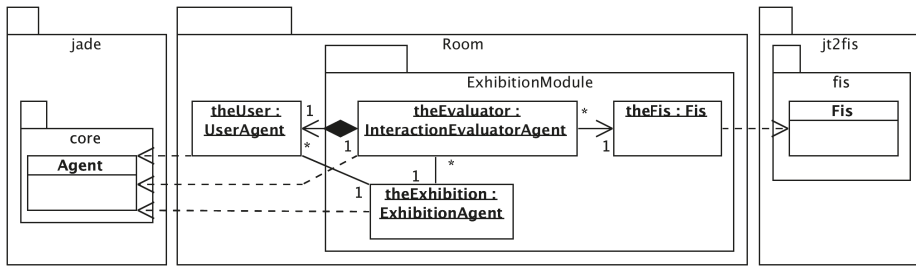 jade
Room
jt2fis
ExhibitionModule
fis
core
Agent
theUser :
UserAgent
1
*
theEvaluator :
InteractionEvaluatorAgent
1
*
1
theFis : Fis
Fis
*
1
1
theExhibition :
ExhibitionAgent